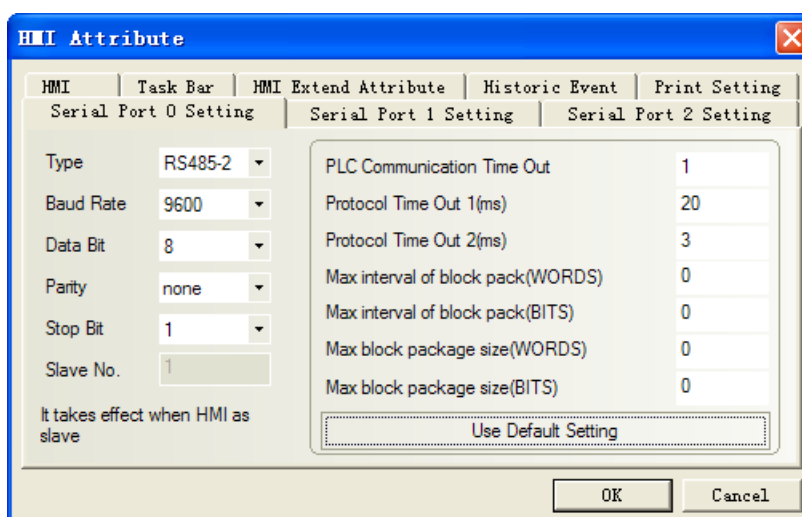 HMI Attribute
HMI Task Bar HMI Extend Attribute Historic Event Print Setting
Serial Port 0 Setting Serial Port 1 Setting Serial Port 2 Setting
Type RS485-2
Baud Rate 9600
Data Bit 8
Parity none
Stop Bit 1
Slave No. 1
It takes effect when HMI as
slave
PLC Communication Time Out 1
Protocol Time Out 1(ms) 20
Protocol Time Out 2(ms) 3
Max interval of block pack(WORDS) 0
Max interval of block pack(BITS) 0
Max block package size(WORDS) 0
Max block package size(BITS) 0
Use Default Setting
OK Cancel